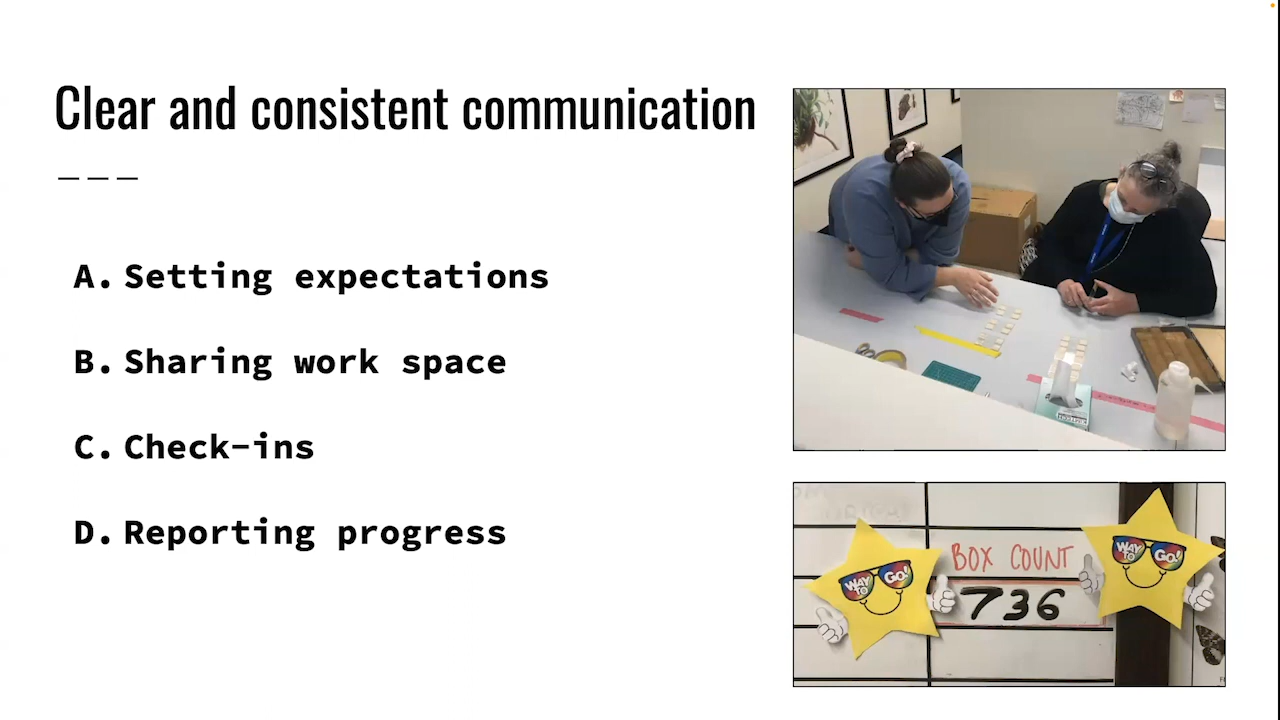 Clear and consistent communication
A. Setting expectations
B. Sharing work space
C. Check-ins
D. Reporting progress
BOX COUNT
736
WAY TO GO!
WAY TO GO!